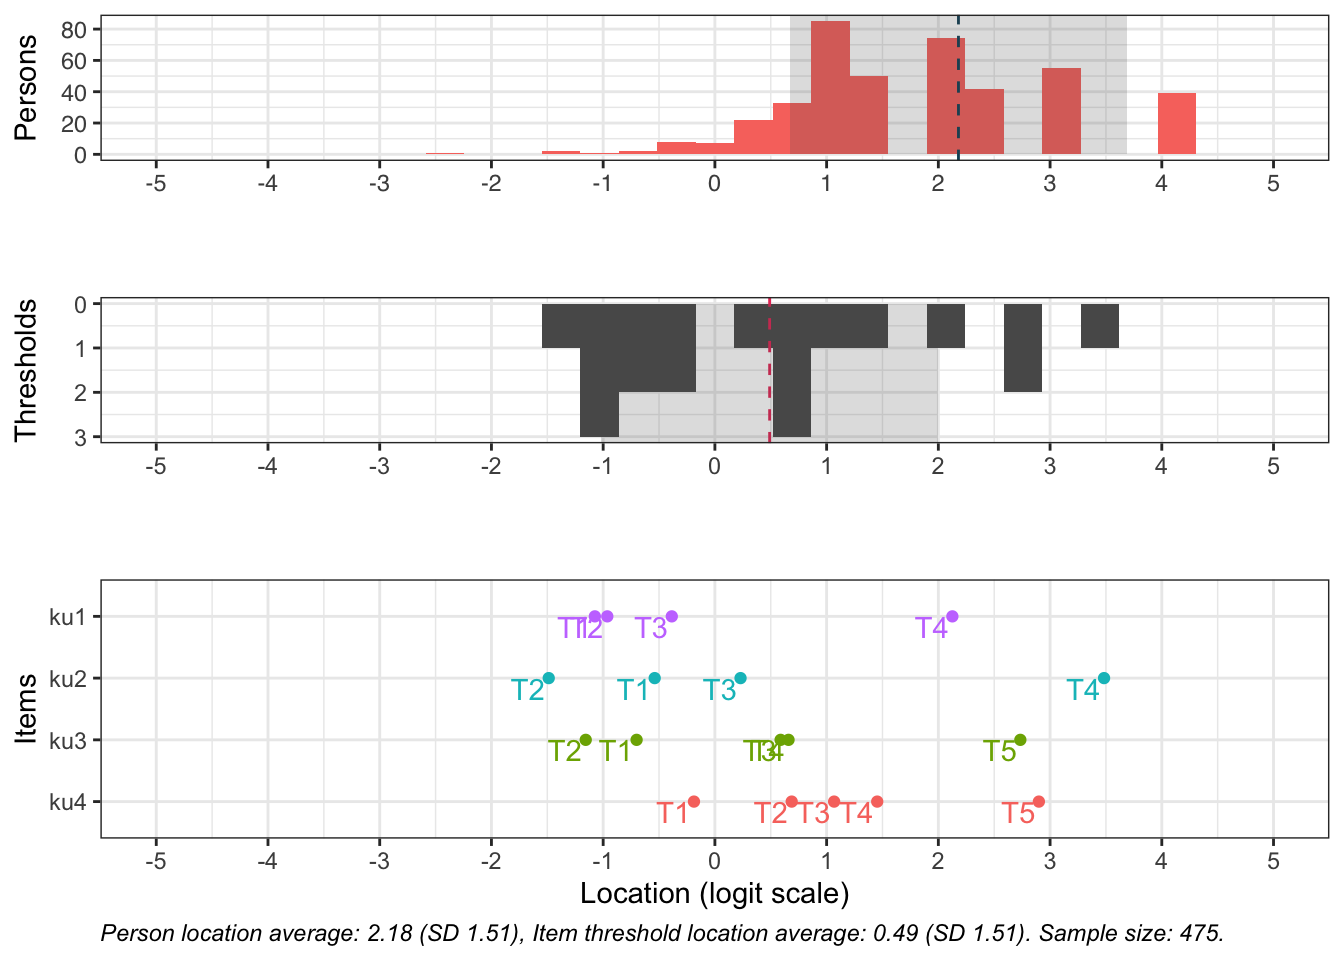 Persons
80
60
40
20
0
-5 -4 -3 -2 -1 0 1 2 3 4 5
Thresholds
0
1
2
3
-5 -4 -3 -2 -1 0 1 2 3 4 5
Items
ku1
T1 T2 T3 T4
ku2
T2 T1 T3 T4
ku3
T2 T1 T3 T4 T5
ku4
T1 T2 T3 T4 T5
-5 -4 -3 -2 -1 0 1 2 3 4 5
Location (logit scale)
Person location average: 2.18 (SD 1.51), Item threshold location average: 0.49 (SD 1.51). Sample size: 475.